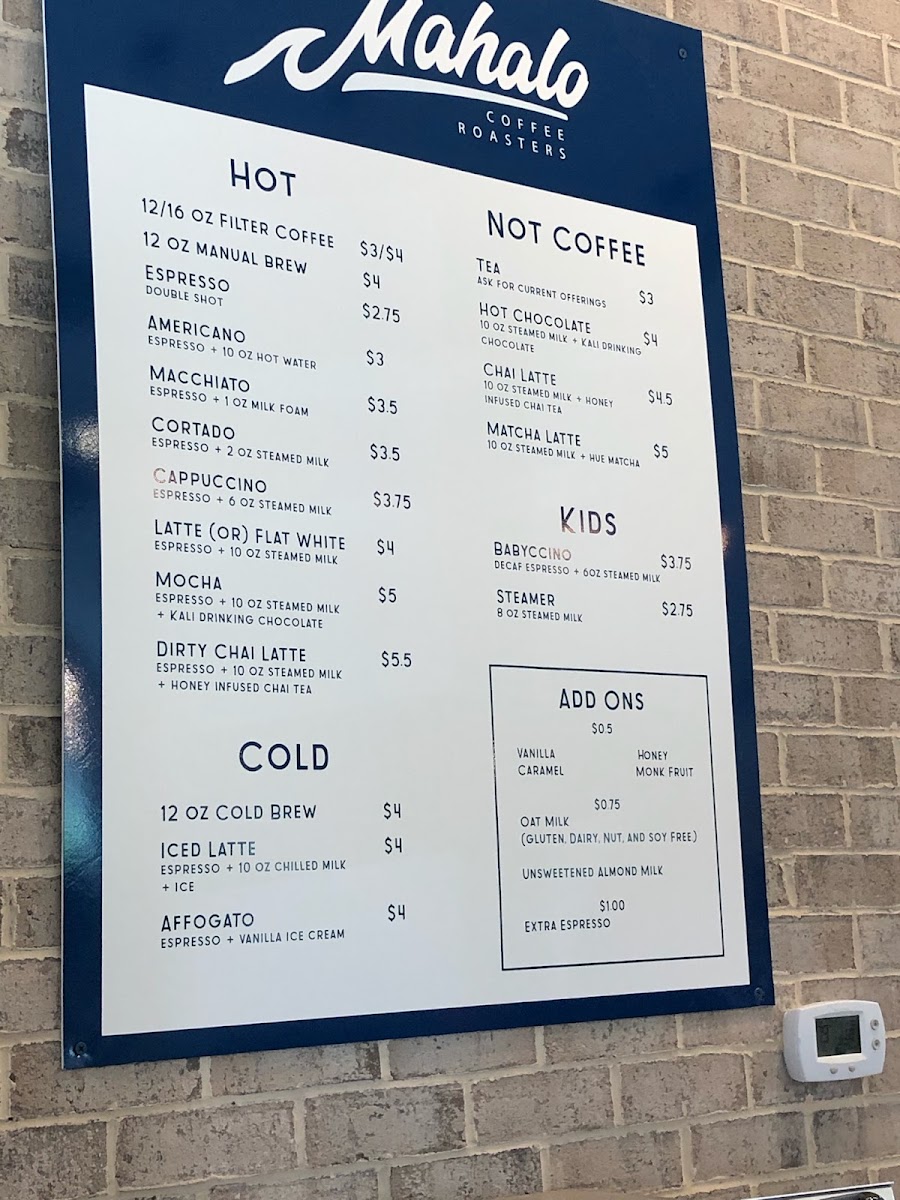 Mahalo
COFFEE
ROASTERS
HOT
12/16 OZ FILTER COFFEE $3/$4
12 OZ MANUAL BREW $4
ESPRESSO $2.75
DOUBLE SHOT
AMERICANO $3
ESPRESSO + 10 OZ HOT WATER
MACCHIATO $3.5
ESPRESSO + 1 OZ MILK FOAM
CORTADO $3.5
ESPRESSO + 2 OZ STEAMED MILK
CAPPUCCINO $3.75
ESPRESSO + 6 OZ STEAMED MILK
LATTE (OR) FLAT WHITE $4
ESPRESSO + 10 OZ STEAMED MILK
MOCHA $5
ESPRESSO + 10 OZ STEAMED MILK
+ KALI DRINKING CHOCOLATE
DIRTY CHAI LATTE $5.5
ESPRESSO + 10 OZ STEAMED MILK
+ HONEY INFUSED CHAI TEA
COLD
12 OZ COLD BREW $4
ICED LATTE $4
ESPRESSO + 10 OZ CHILLED MILK
+ ICE
AFFOGATO $4
ESPRESSO + VANILLA ICE CREAM
NOT COFFEE
TEA $3
ASK FOR CURRENT OFFERINGS
HOT CHOCOLATE $4
10 OZ STEAMED MILK + KALI DRINKING
CHOCOLATE
CHAI LATTE $4.5
10 OZ STEAMED MILK + HONEY
INFUSED CHAI TEA
MATCHA LATTE $5
10 OZ STEAMED MILK + HUE MATCHA
KIDS
BABYCCINO $3.75
DECAF ESPRESSO + 6OZ STEAMED MILK
STEAMER $2.75
8 OZ STEAMED MILK
ADD ONS
$0.5
VANILLA HONEY
CARAMEL MONK FRUIT
$0.75
OAT MILK
(GLUTEN, DAIRY, NUT, AND SOY FREE)
UNSWEETENED ALMOND MILK
$1.00
EXTRA ESPRESSO